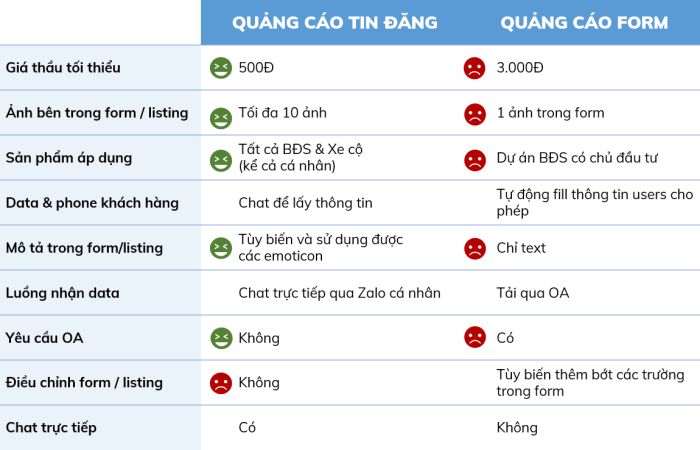 QUẢNG CÁO TIN ĐĂNG QUẢNG CÁO FORM
Giá thầu tối thiểu 500Đ 3.000Đ
Ảnh bên trong form / listing Tối đa 10 ảnh 1 ảnh trong form
Sản phẩm áp dụng Tất cả BĐS & Xe cộ
(kể cả cá nhân) Dự án BĐS có chủ đầu tư
Data & phone khách hàng Chat để lấy thông tin Tự động fill thông tin users cho
phép
Mô tả trong form/listing Tùy biến và sử dụng được
các emoticon Chỉ text
Luồng nhận data Chat trực tiếp qua Zalo cá nhân Tải qua OA
Yêu cầu OA Không Có
Điều chỉnh form / listing Không Tùy biến thêm bớt các trường
trong form
Chat trực tiếp Có Không